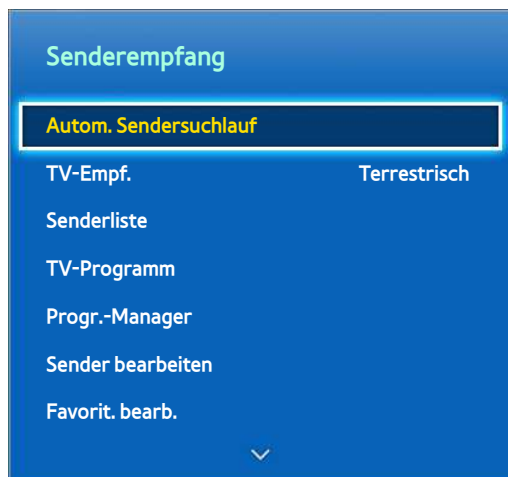 Senderempfang
Autom. Sendersuchlauf
TV-Empf. Terrestrisch
Senderliste
TV-Programm
Progr.-Manager
Sender bearbeiten
Favorit. bearb.